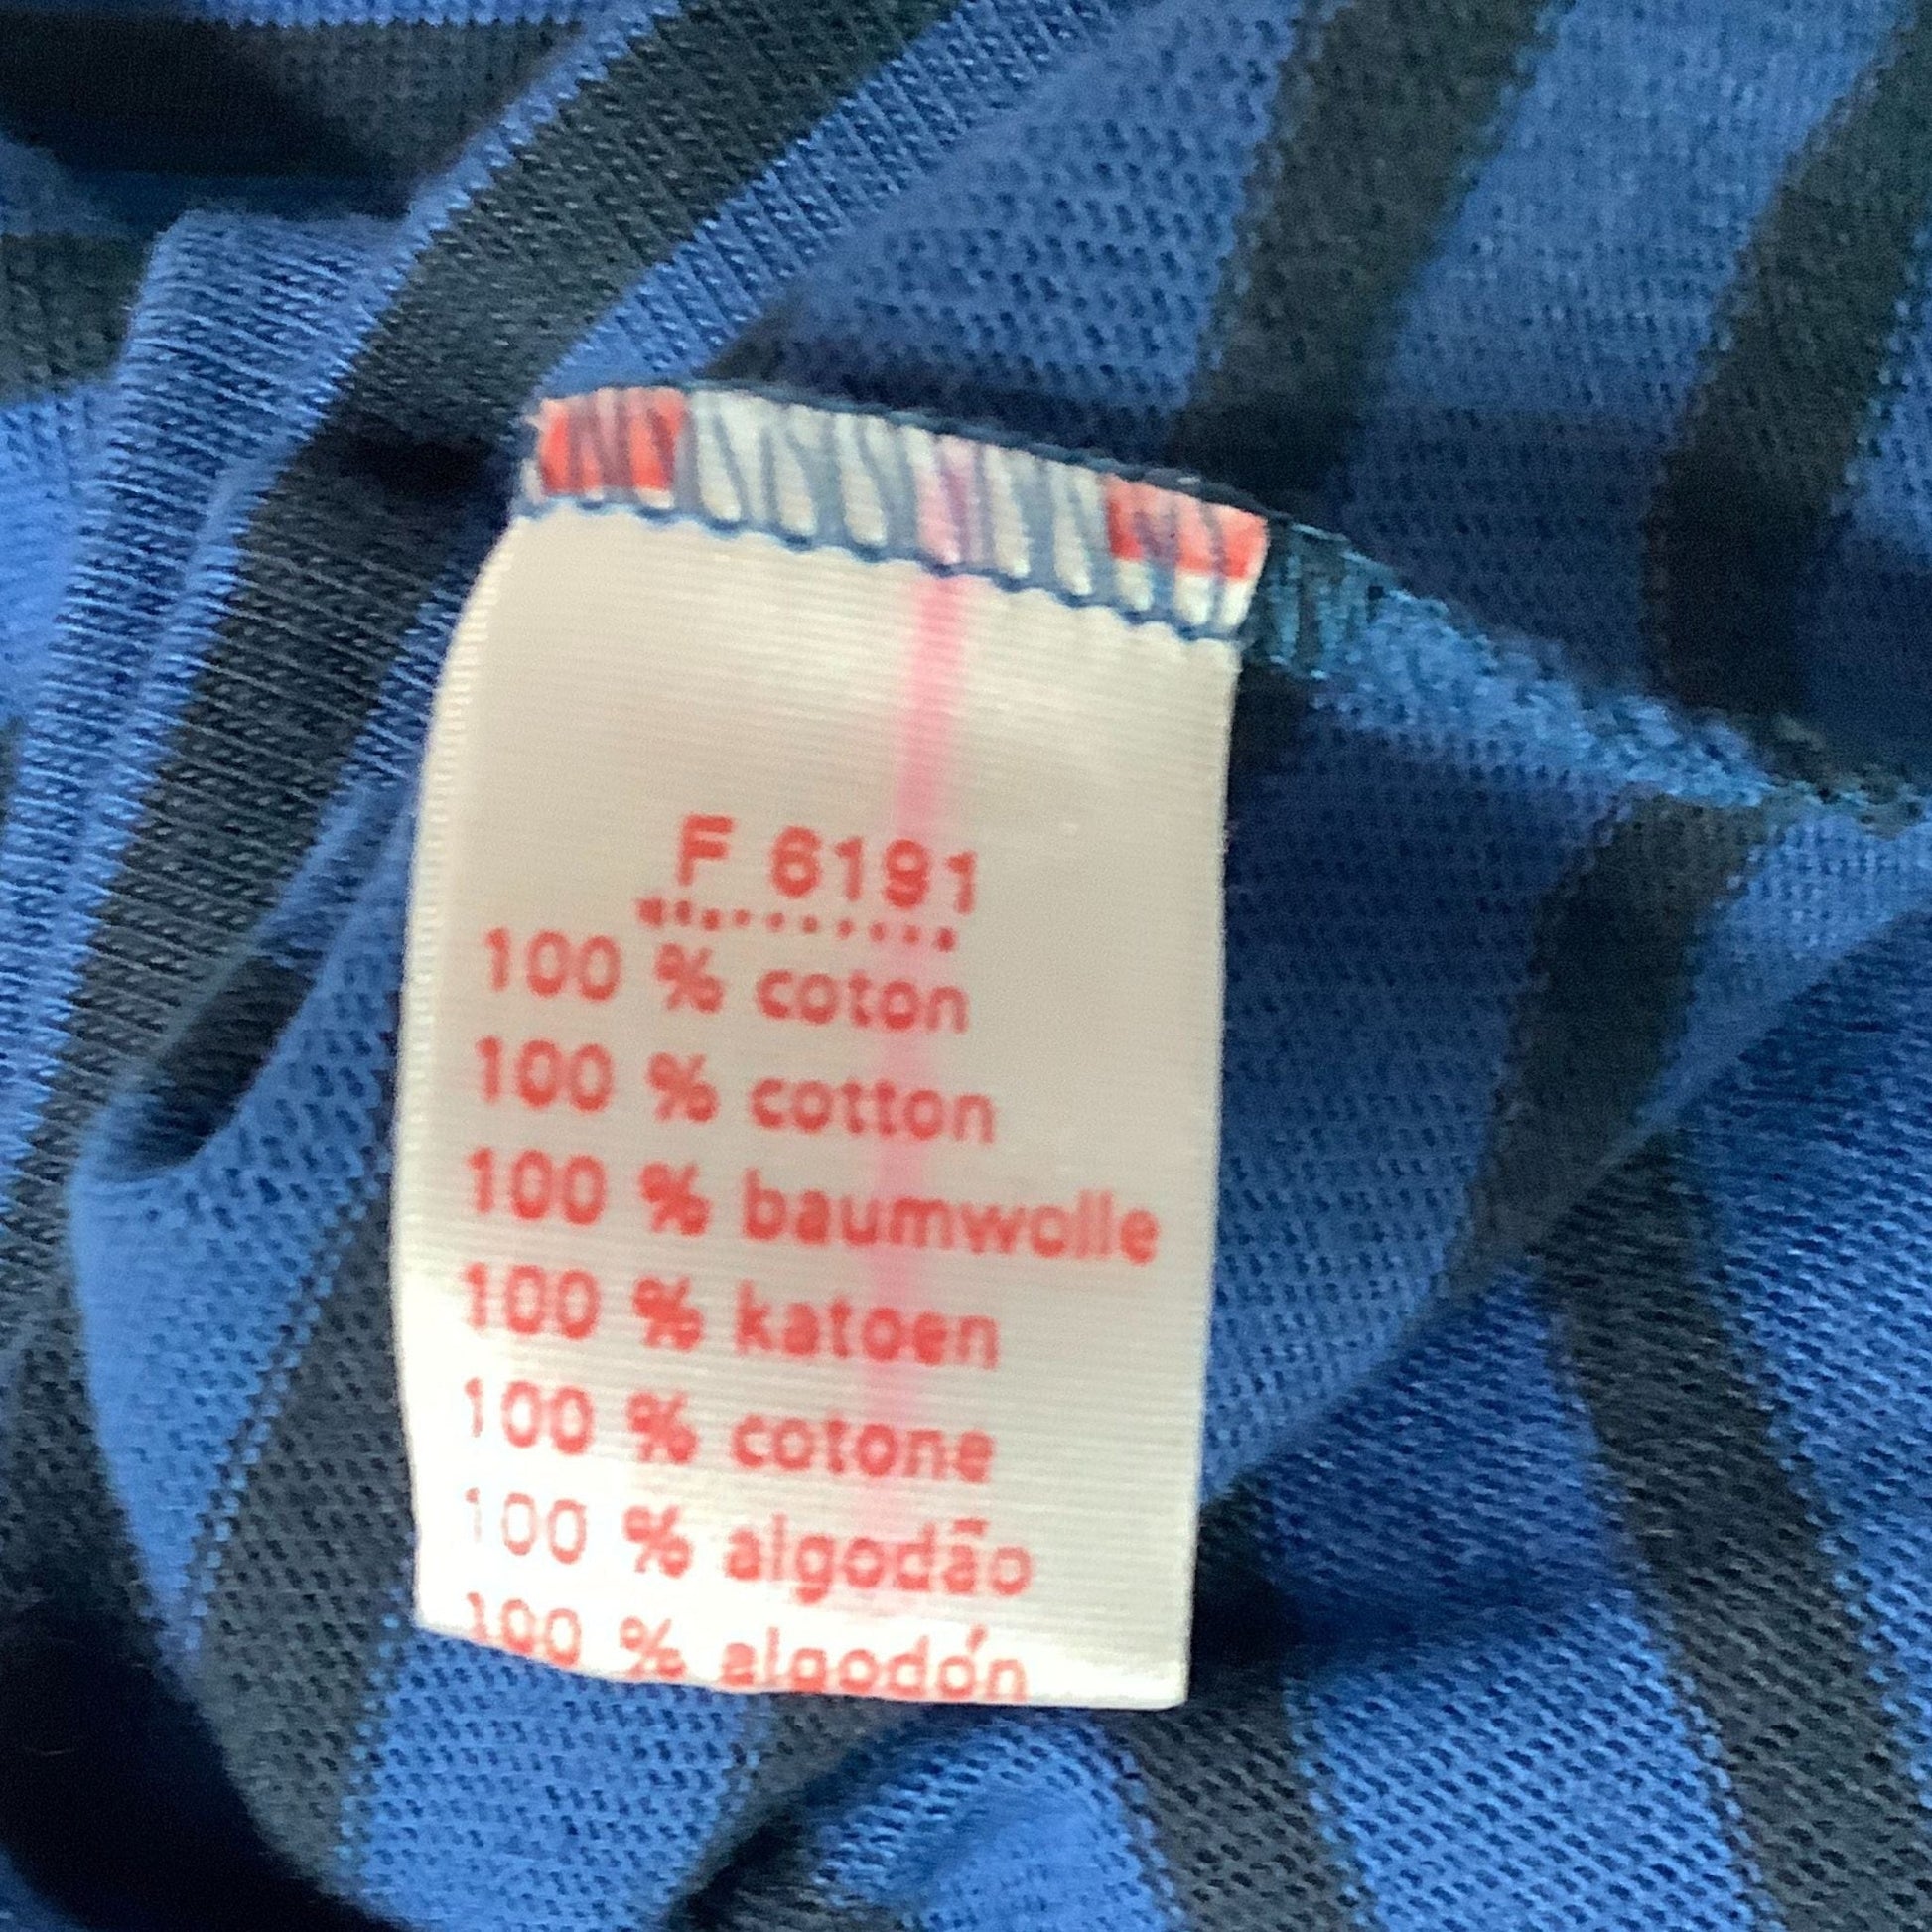 F 6191
100 % coton
100 % cotton
100 % baumwolle
100 % katoen
100 % cotone
100 % algodão
100 % algodón